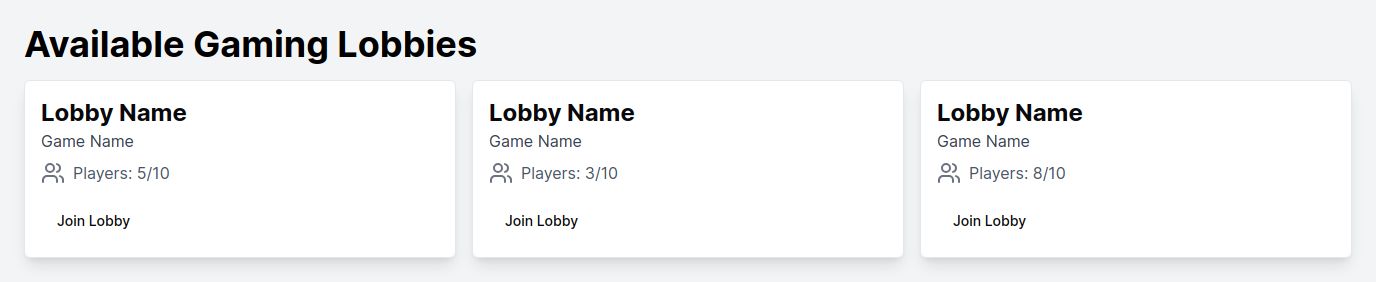 Available Gaming Lobbies
Lobby Name
Game Name
Players: 5/10
Join Lobby
Lobby Name
Game Name
Players: 3/10
Join Lobby
Lobby Name
Game Name
Players: 8/10
Join Lobby